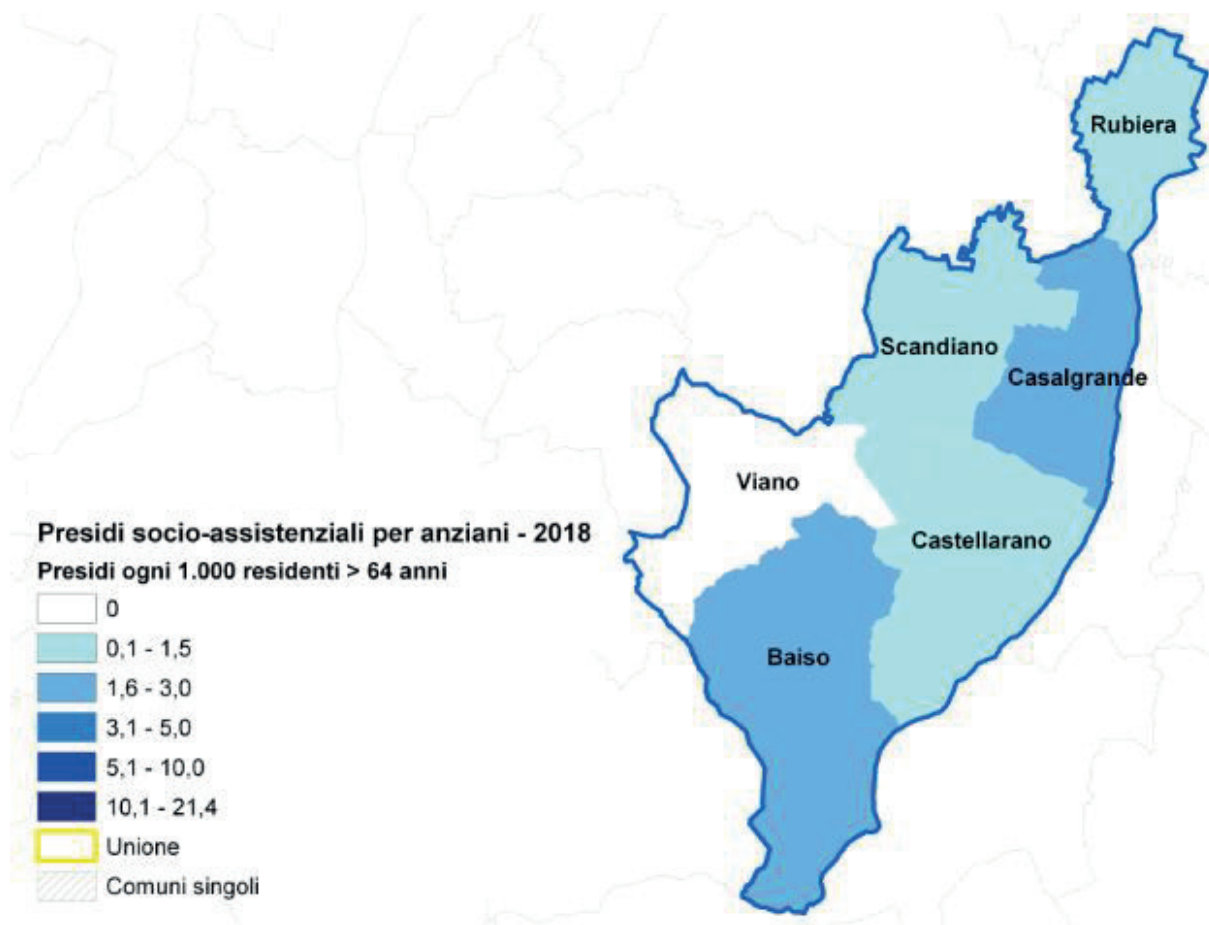 Rubiera
Scandiano
Casalgrande
Viano
Castellarano
Baiso
Presidi socio-assistenziali per anziani - 2018
Presidi ogni 1.000 residenti > 64 anni
0
0,1 - 1,5
1,6 - 3,0
3,1 - 5,0
5,1 - 10,0
10,1 - 21,4
Unione
Comuni singoli